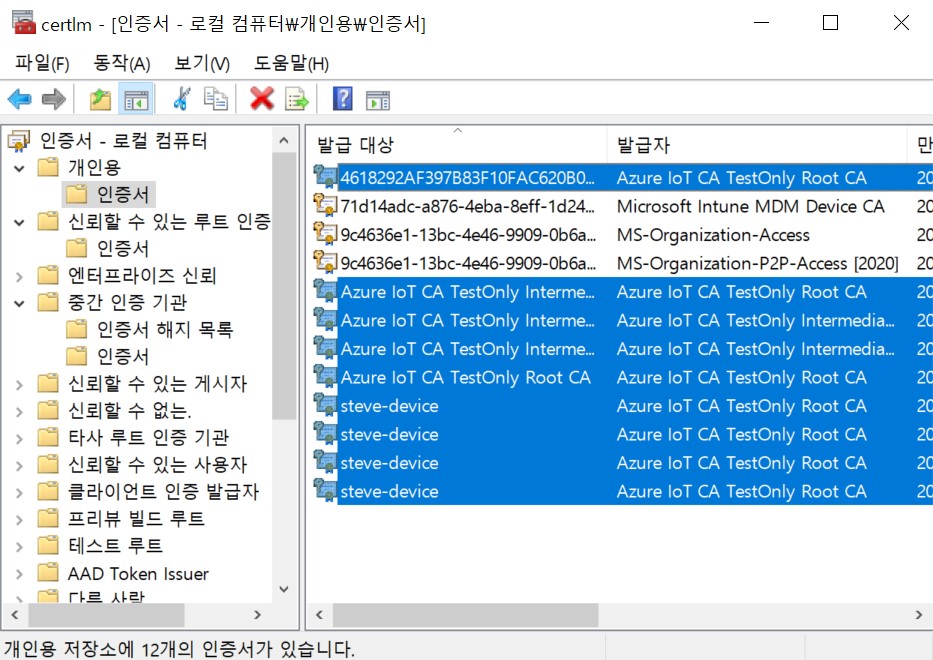 certlm - [인증서 - 로컬 컴퓨터\개인용\인증서]
파일(F) 동작(A) 보기(V) 도움말(H)
인증서 - 로컬 컴퓨터
개인용
인증서
신뢰할 수 있는 루트 인증
인증서
엔터프라이즈 신뢰
중간 인증 기관
인증서 해지 목록
인증서
신뢰할 수 있는 게시자
신뢰할 수 없는.
타사 루트 인증 기관
신뢰할 수 있는 사용자
클라이언트 인증 발급자
프리뷰 빌드 루트
테스트 루트
AAD Token Issuer
다른 사람
발급 대상 발급자 만
4618292AF397B83F10FAC620B0... Azure IoT CA TestOnly Root CA 20
71d14adc-a876-4eba-8eff-1d24... Microsoft Intune MDM Device CA 20
9c4636e1-13bc-4e46-9909-0b6a... MS-Organization-Access 20
9c4636e1-13bc-4e46-9909-0b6a... MS-Organization-P2P-Access [2020] 20
Azure IoT CA TestOnly Interme... Azure IoT CA TestOnly Root CA 20
Azure IoT CA TestOnly Interme... Azure IoT CA TestOnly Intermedia... 20
Azure IoT CA TestOnly Interme... Azure IoT CA TestOnly Intermedia... 20
Azure IoT CA TestOnly Root CA Azure IoT CA TestOnly Root CA 20
steve-device Azure IoT CA TestOnly Root CA 20
steve-device Azure IoT CA TestOnly Root CA 20
steve-device Azure IoT CA TestOnly Root CA 20
steve-device Azure IoT CA TestOnly Root CA 20
개인용 저장소에 12개의 인증서가 있습니다.